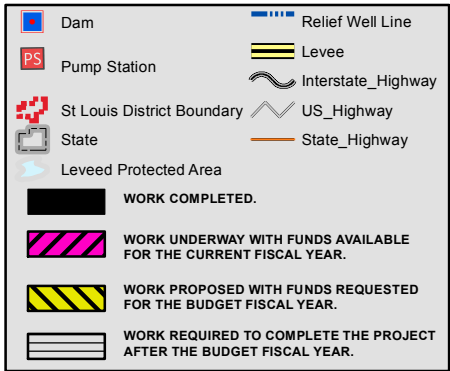 Dam
PS
Pump Station
St Louis District Boundary
State
Leveed Protected Area
Relief Well Line
Levee
Interstate_Highway
US_Highway
State_Highway
WORK COMPLETED.
WORK UNDERWAY WITH FUNDS AVAILABLE
FOR THE CURRENT FISCAL YEAR.
WORK PROPOSED WITH FUNDS REQUESTED
FOR THE BUDGET FISCAL YEAR.
WORK REQUIRED TO COMPLETE THE PROJECT
AFTER THE BUDGET FISCAL YEAR.